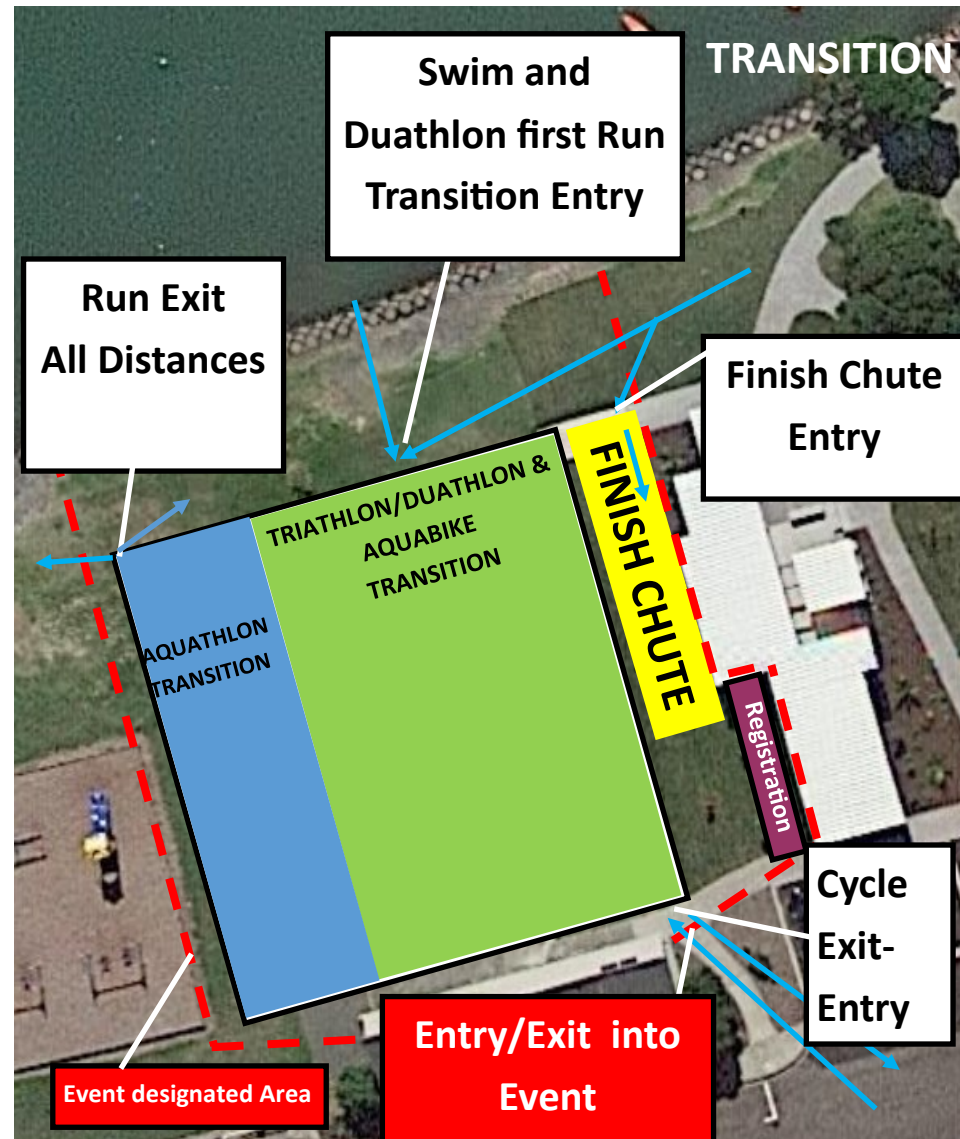 TRANSITION
Swim and
Duathlon first Run
Transition Entry
Run Exit
All Distances
Finish Chute
Entry
FINISH CHUTE
TRIATHLON/DUATHLON &
AQUABIKE
TRANSITION
AQUATHLON
TRANSITION
Registration
Cycle
Exit-
Entry
Entry/Exit into
Event
Event designated Area